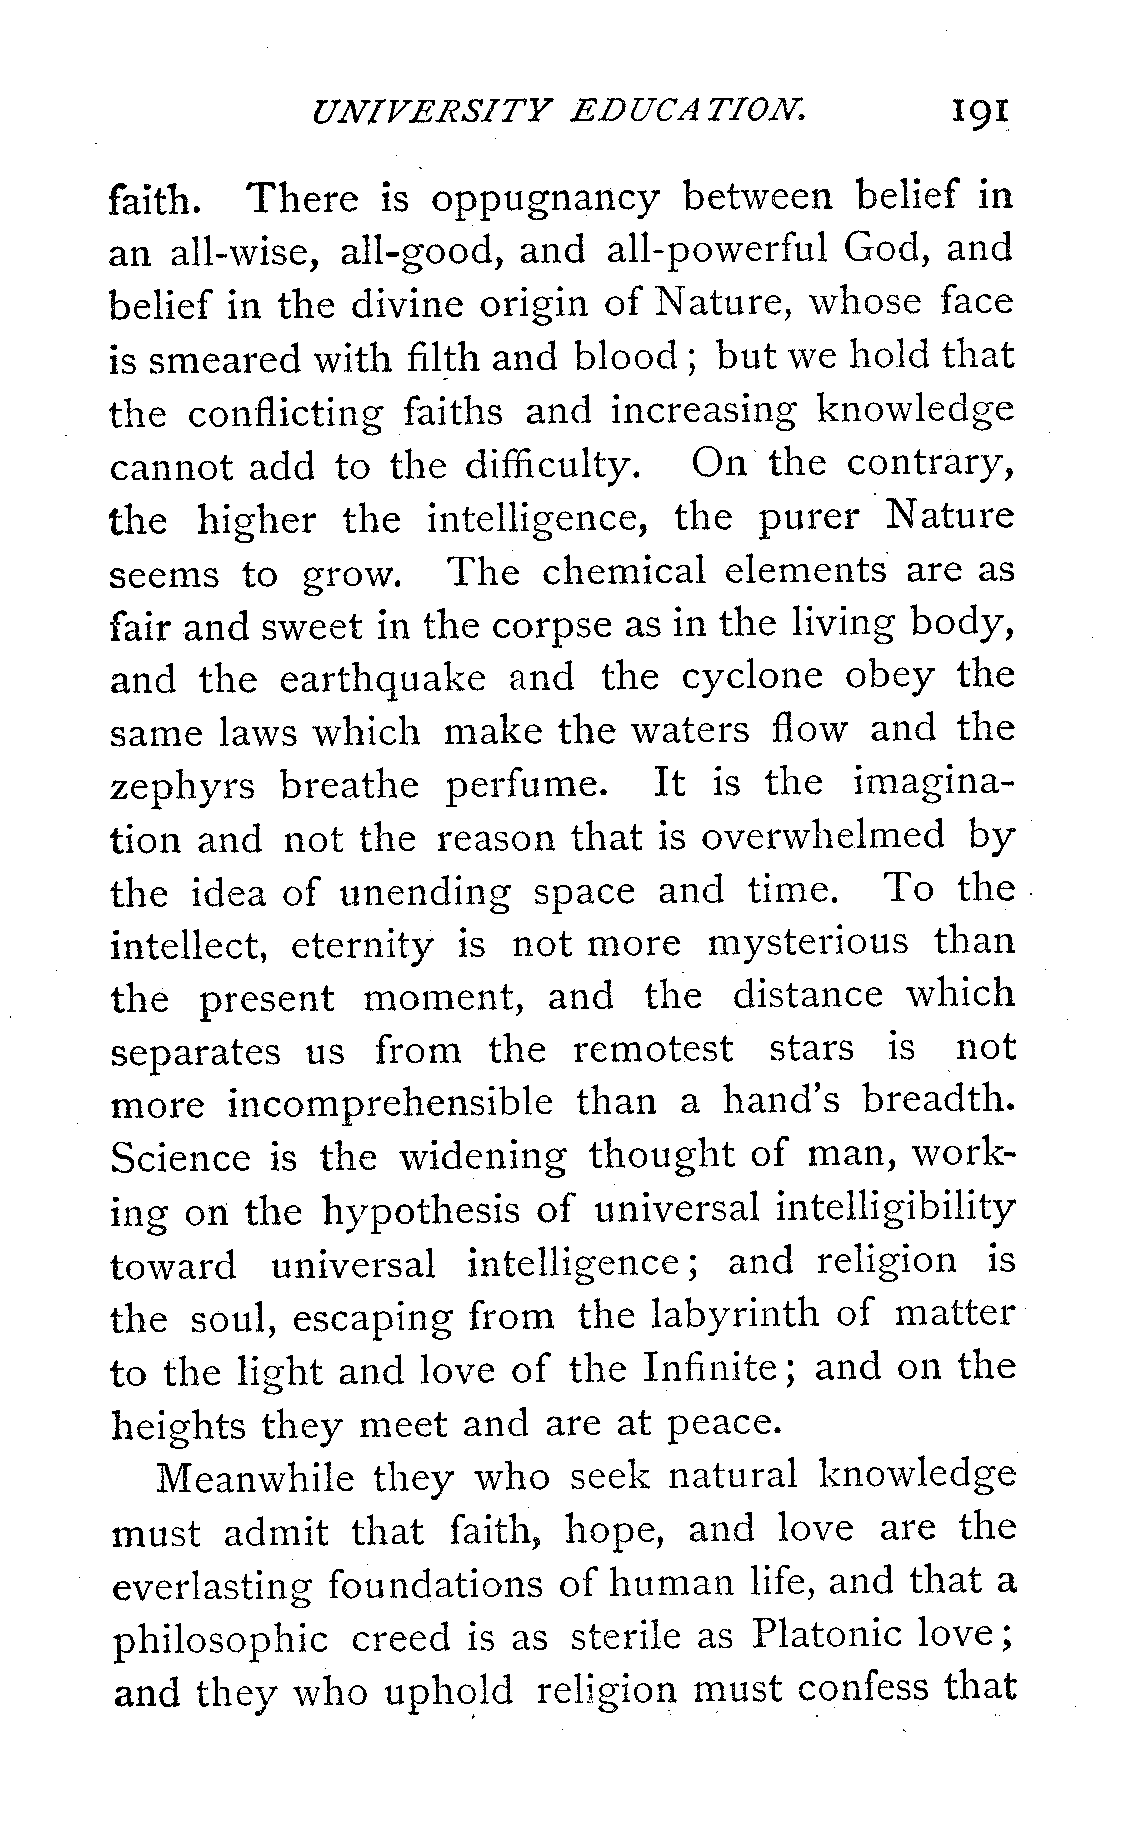 UNIVERSITY EDUCATION. 191
faith. There is oppugnancy between belief in
an all-wise, all-good, and all-powerful God, and
belief in the divine origin of Nature, whose face
is smeared with filth and blood; but we hold that
the conflicting faiths and increasing knowledge
cannot add to the difficulty. On the contrary,
the higher the intelligence, the purer Nature
seems to grow. The chemical elements are as
fair and sweet in the corpse as in the living body,
and the earthquake and the cyclone obey the
same laws which make the waters flow and the
zephyrs breathe perfume. It is the imagina-
tion and not the reason that is overwhelmed by
the idea of unending space and time. To the
intellect, eternity is not more mysterious than
the present moment, and the distance which
separates us from the remotest stars is not
more incomprehensible than a hand's breadth.
Science is the widening thought of man, work-
ing on the hypothesis of universal intelligibility
toward universal intelligence; and religion is
the soul, escaping from the labyrinth of matter
to the light and love of the Infinite; and on the
heights they meet and are at peace.
Meanwhile they who seek natural knowledge
must admit that faith, hope, and love are the
everlasting foundations of human life, and that a
philosophic creed is as sterile as Platonic love;
and they who uphold religion must confess that